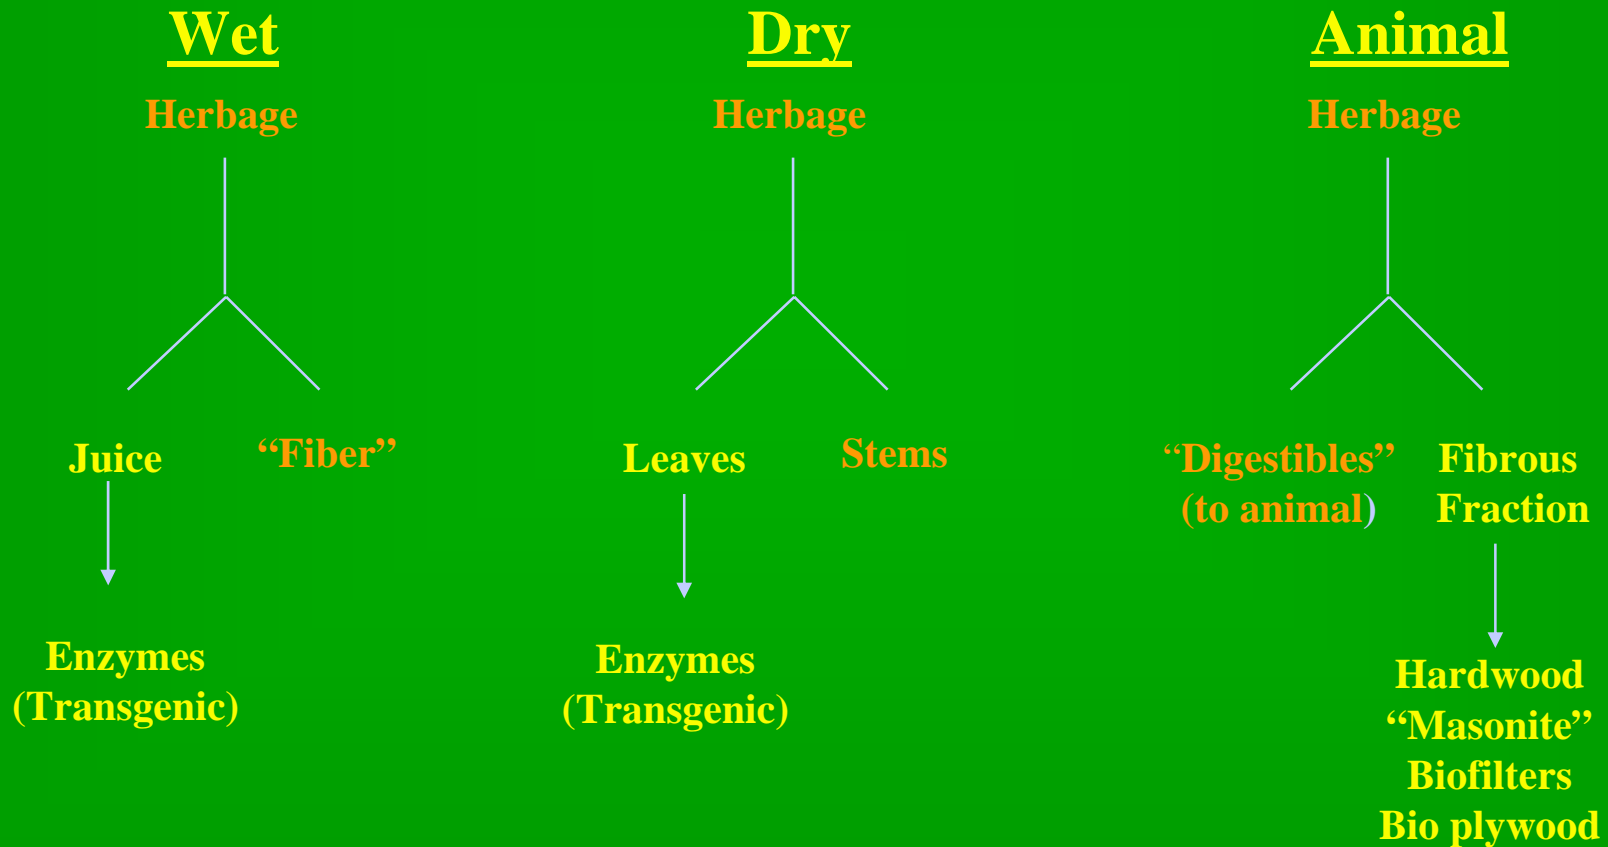 Wet
Herbage
Juice
“Fiber”
Enzymes
(Transgenic)
Dry
Herbage
Leaves
Stems
Enzymes
(Transgenic)
Animal
Herbage
“Digestibles”
(to animal)
Fibrous
Fraction
Hardwood
“Masonite”
Biofilters
Bio plywood